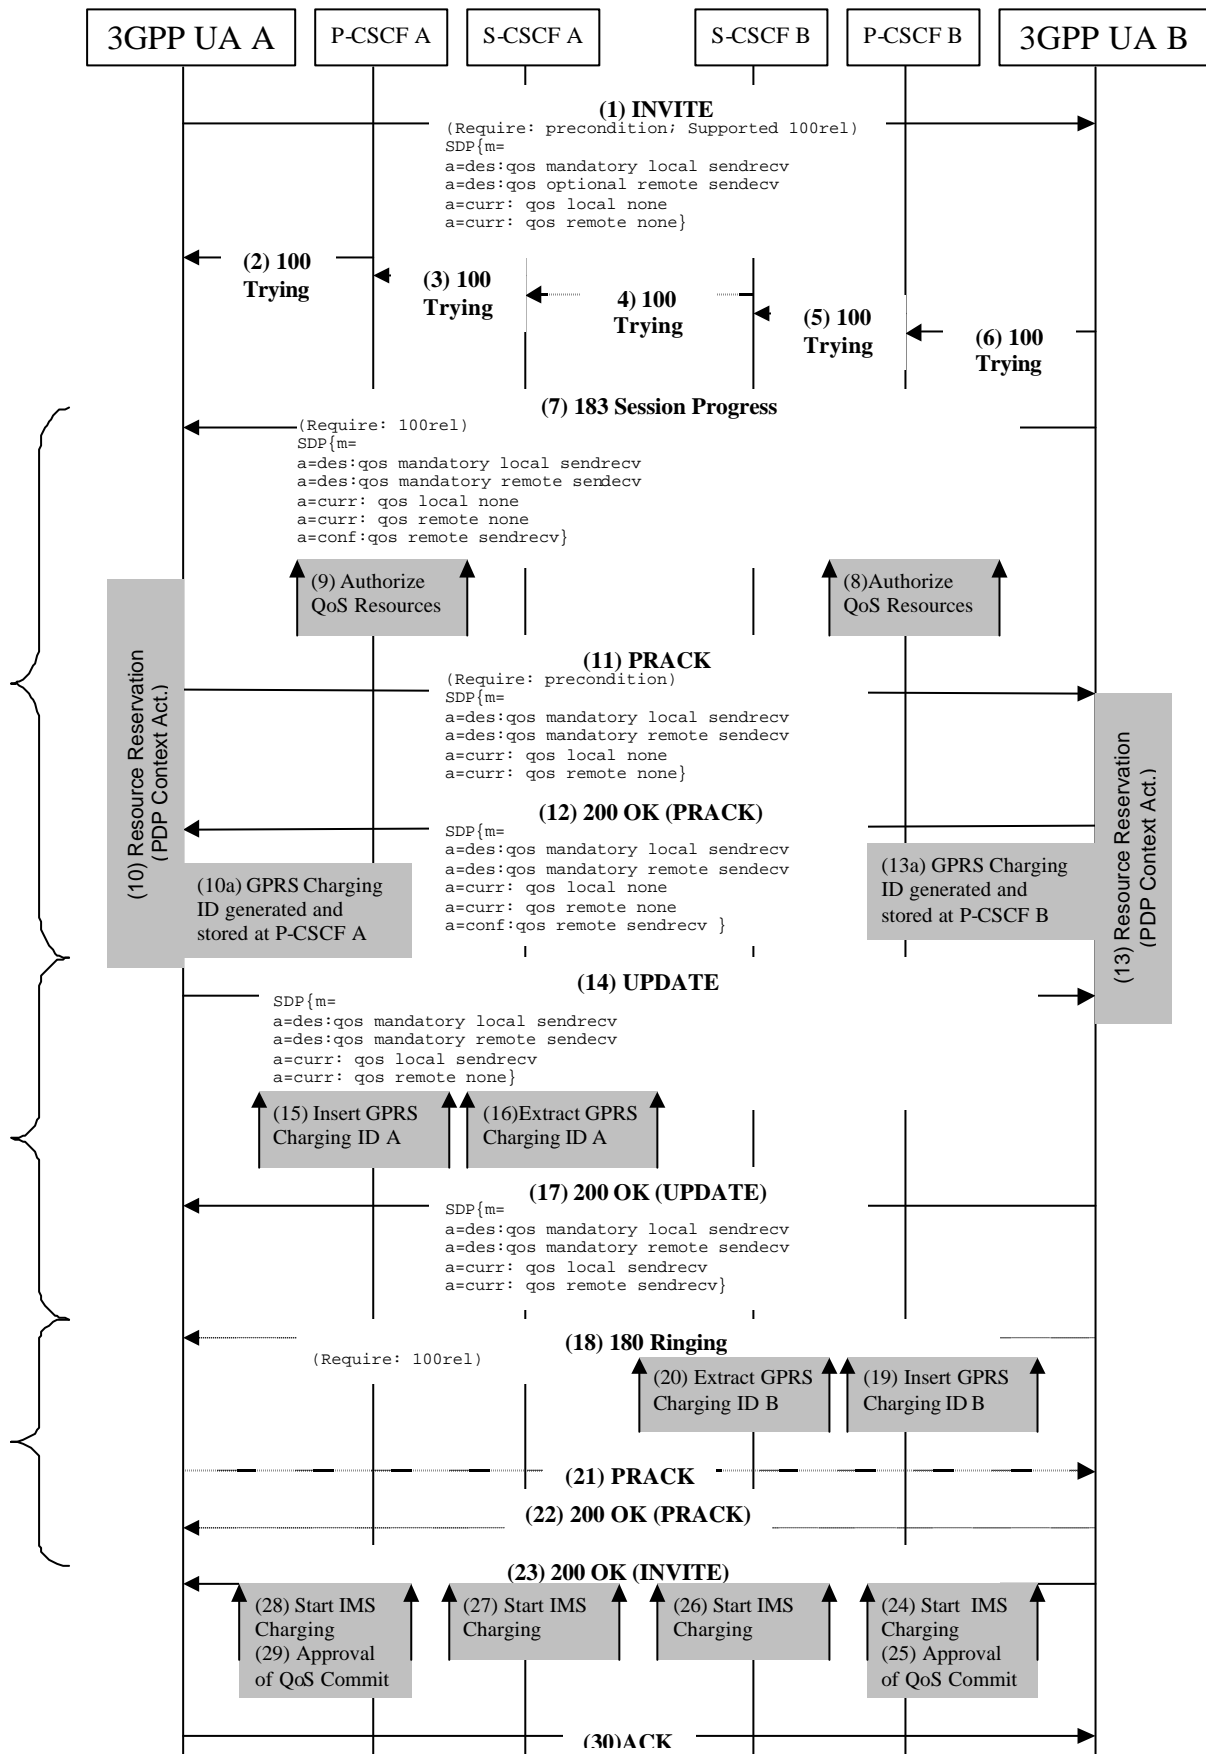 3GPP UA A
P-CSCF A
S-CSCF A
S-CSCF B
P-CSCF B
3GPP UA B
(1) INVITE
(Require: precondition; Supported 100rel)
SDP{m=
a=des:qos mandatory local sendrecv
a=des:qos optional remote sendecv
a=curr: qos local none
a=curr: qos remote none}
(2) 100
Trying
(3) 100
Trying
4) 100
Trying
(5) 100
Trying
(6) 100
Trying
(7) 183 Session Progress
(Require: 100rel)
SDP{m=
a=des:qos mandatory local sendrecv
a=des:qos mandatory remote sendecv
a=curr: qos local none
a=curr: qos remote none
a=conf:qos remote sendrecv}
(9) Authorize
QoS Resources
(8)Authorize
QoS Resources
(10) Resource Reservation
(PDP Context Act.)
(11) PRACK
(Require: precondition)
SDP{m=
a=des:qos mandatory local sendrecv
a=des:qos mandatory remote sendecv
a=curr: qos local none
a=curr: qos remote none}
(13) Resource Reservation
(PDP Context Act.)
(12) 200 OK (PRACK)
SDP{m=
a=des:qos mandatory local sendrecv
a=des:qos mandatory remote sendecv
a=curr: qos local none
a=curr: qos remote none
a=conf:qos remote sendrecv }
(10a) GPRS Charging
ID generated and
stored at P-CSCF A
(13a) GPRS Charging
ID generated and
stored at P-CSCF B
(14) UPDATE
SDP{m=
a=des:qos mandatory local sendrecv
a=des:qos mandatory remote sendecv
a=curr: qos local sendrecv
a=curr: qos remote none}
(15) Insert GPRS
Charging ID A
(16)Extract GPRS
Charging ID A
(17) 200 OK (UPDATE)
SDP{m=
a=des:qos mandatory local sendrecv
a=des:qos mandatory remote sendecv
a=curr: qos local sendrecv
a=curr: qos remote sendrecv}
(18) 180 Ringing
(Require: 100rel)
(20) Extract GPRS
Charging ID B
(19) Insert GPRS
Charging ID B
(21) PRACK
(22) 200 OK (PRACK)
(23) 200 OK (INVITE)
(28) Start IMS
Charging
(29) Approval
of QoS Commit
(27) Start IMS
Charging
(26) Start IMS
Charging
(24) Start IMS
Charging
(25) Approval
of QoS Commit
(30)ACK